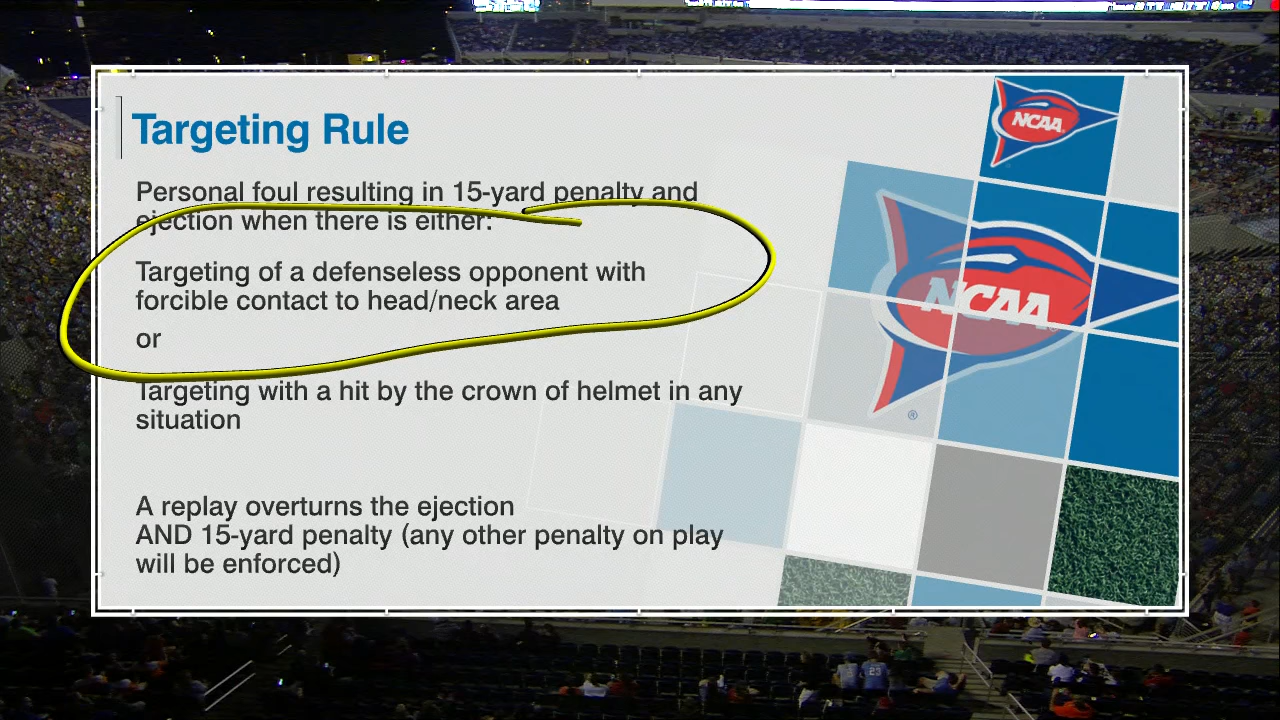 NCAA
Targeting Rule
Personal foul resulting in 15-yard penalty and
ejection when there is either:
Targeting of a defenseless opponent with
forcible contact to head/neck area
or
Targeting with a hit by the crown of helmet in any
situation
A replay overturns the ejection
AND 15-yard penalty (any other penalty on play
will be enforced)
NCAA
®
23